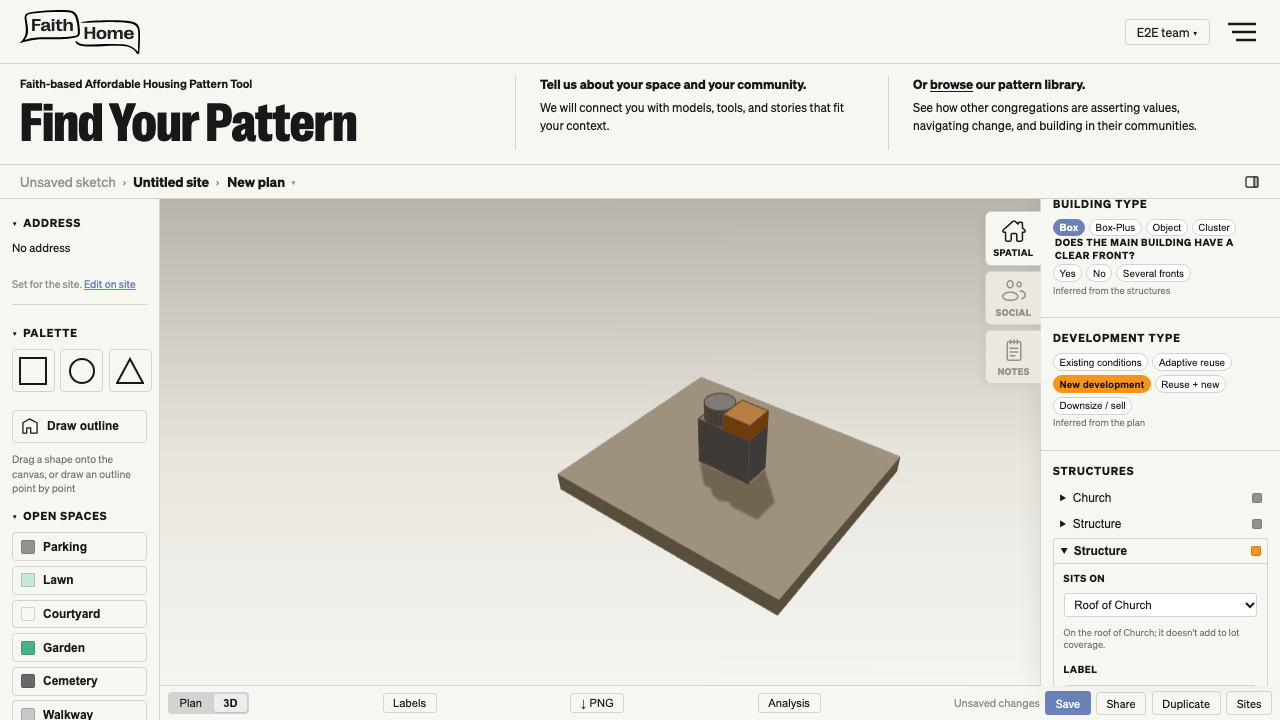 Faith
Home
E2E team ▾
Faith-based Affordable Housing Pattern Tool
Find Your Pattern
Tell us about your space and your community.
We will connect you with models, tools, and stories that fit
your context.
Or browse our pattern library.
See how other congregations are asserting values,
navigating change, and building in their communities.
Unsaved sketch › Untitled site › New plan ▾
▾ ADDRESS
No address
Set for the site. Edit on site
▾ PALETTE
Draw outline
Drag a shape onto the
canvas, or draw an outline
point by point
▾ OPEN SPACES
Parking
Lawn
Courtyard
Garden
Cemetery
Walkway
SPATIAL
SOCIAL
NOTES
BUILDING TYPE
Box Box-Plus Object Cluster
DOES THE MAIN BUILDING HAVE A
CLEAR FRONT?
Yes No Several fronts
Inferred from the structures
DEVELOPMENT TYPE
Existing conditions Adaptive reuse
New development Reuse + new
Downsize / sell
Inferred from the plan
STRUCTURES
▶ Church
▶ Structure
▼ Structure
SITS ON
Roof of Church
On the roof of Church; it doesn't add to lot
coverage.
LABEL
Plan 3D Labels ↓ PNG Analysis Unsaved changes Save Share Duplicate Sites